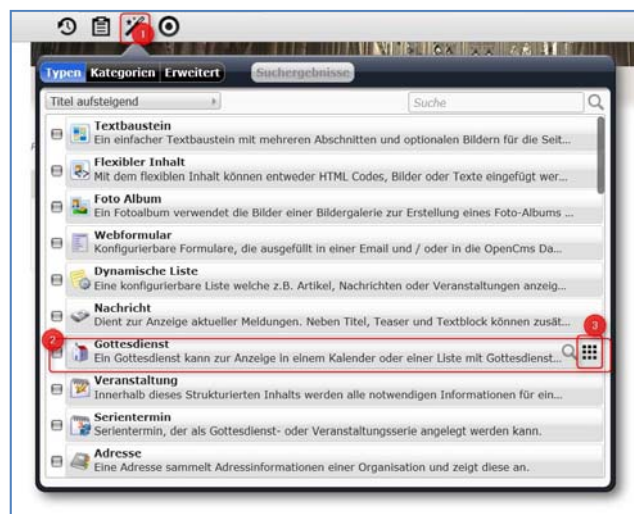 1
Typen Kategorien Erweitert Suchergebnisse
Titel aufsteigend Suche
Textbaustein
Ein einfacher Textbaustein mit mehreren Abschnitten und optionalen Bildern für die Seit...
Flexibler Inhalt
Mit dem flexiblen Inhalt können entweder HTML Codes, Bilder oder Texte eingefügt wer...
Foto Album
Ein Fotoalbum verwendet die Bilder einer Bildergalerie zur Erstellung eines Foto-Albums ...
Webformular
Konfigurierbare Formulare, die ausgefüllt in einer Email und / oder in die OpenCms Da...
Dynamische Liste
Eine konfigurierbare Liste welche z.B. Artikel, Nachrichten oder Veranstaltungen anzeig...
Nachricht
Dient zur Anzeige aktueller Meldungen. Neben Titel, Teaser und Textblock können zusät...
2 3
Gottesdienst
Ein Gottesdienst kann zur Anzeige in einem Kalender oder einer Liste mit Gottesdienst...
Veranstaltung
Innerhalb dieses Strukturierten Inhalts werden alle notwendigen Informationen für ein...
Serientermin
Serientermin, der als Gottesdienst- oder Veranstaltungsserie angelegt werden kann.
Adresse
Eine Adresse sammelt Adressinformationen einer Organisation und zeigt diese an.